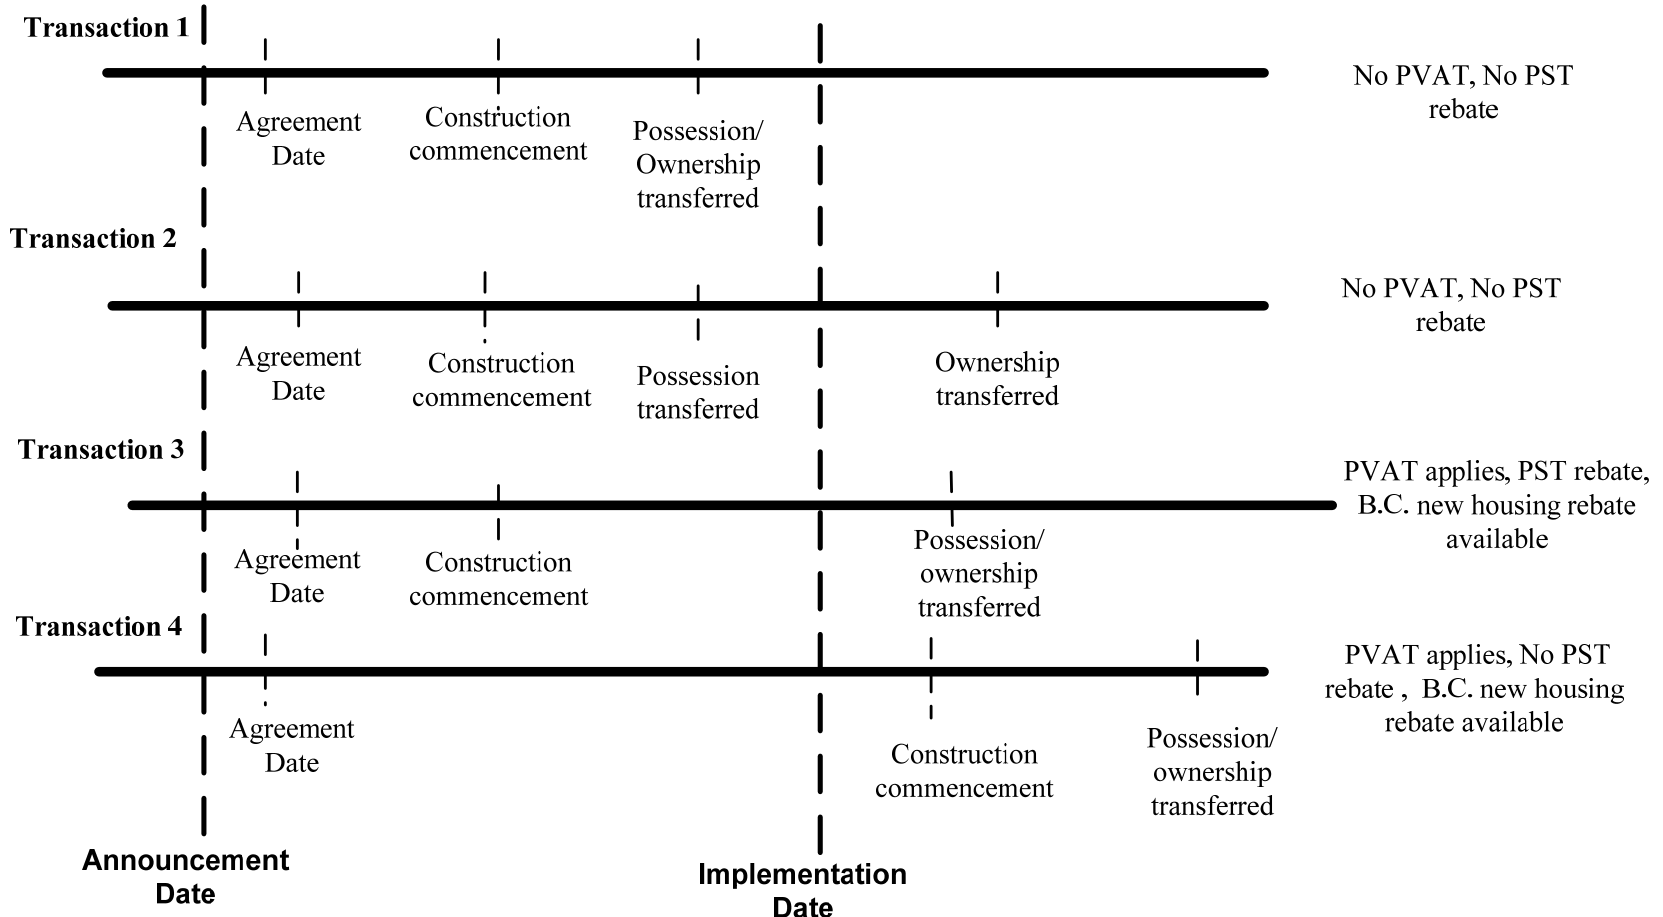 Transaction 1
No PVAT, No PST
rebate
Agreement
Date
Construction
commencement
Possession/
Ownership
transferred
Transaction 2
No PVAT, No PST
rebate
Agreement
Date
Construction
commencement
Possession
transferred
Ownership
transferred
Transaction 3
PVAT applies, PST rebate,
B.C. new housing rebate
available
Agreement
Date
Construction
commencement
Possession/
ownership
transferred
Transaction 4
PVAT applies, No PST
rebate , B.C. new housing
rebate available
Agreement
Date
Construction
commencement
Possession/
ownership
transferred
Announcement
Date
Implementation
Date